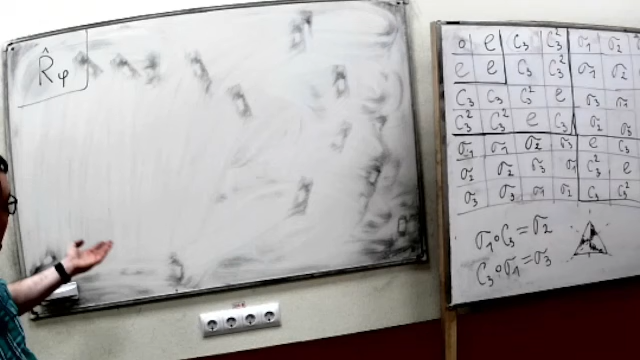 R̂φ
o e C₃ C₃² σ₁ σ₂
e e C₃ C₃² σ₁ σ₂
C₃ C₃ C₃² e σ₃ σ₁
C₃² C₃² e C₃ σ₂ σ₃
σ₁ σ₁ σ₂ σ₃ e C₃
σ₂ σ₂ σ₃ σ₁ C₃² e
σ₃ σ₃ σ₁ σ₂ C₃ C₃²
σ₁∘C₃=σ₂
C₃∘σ₁=σ₃